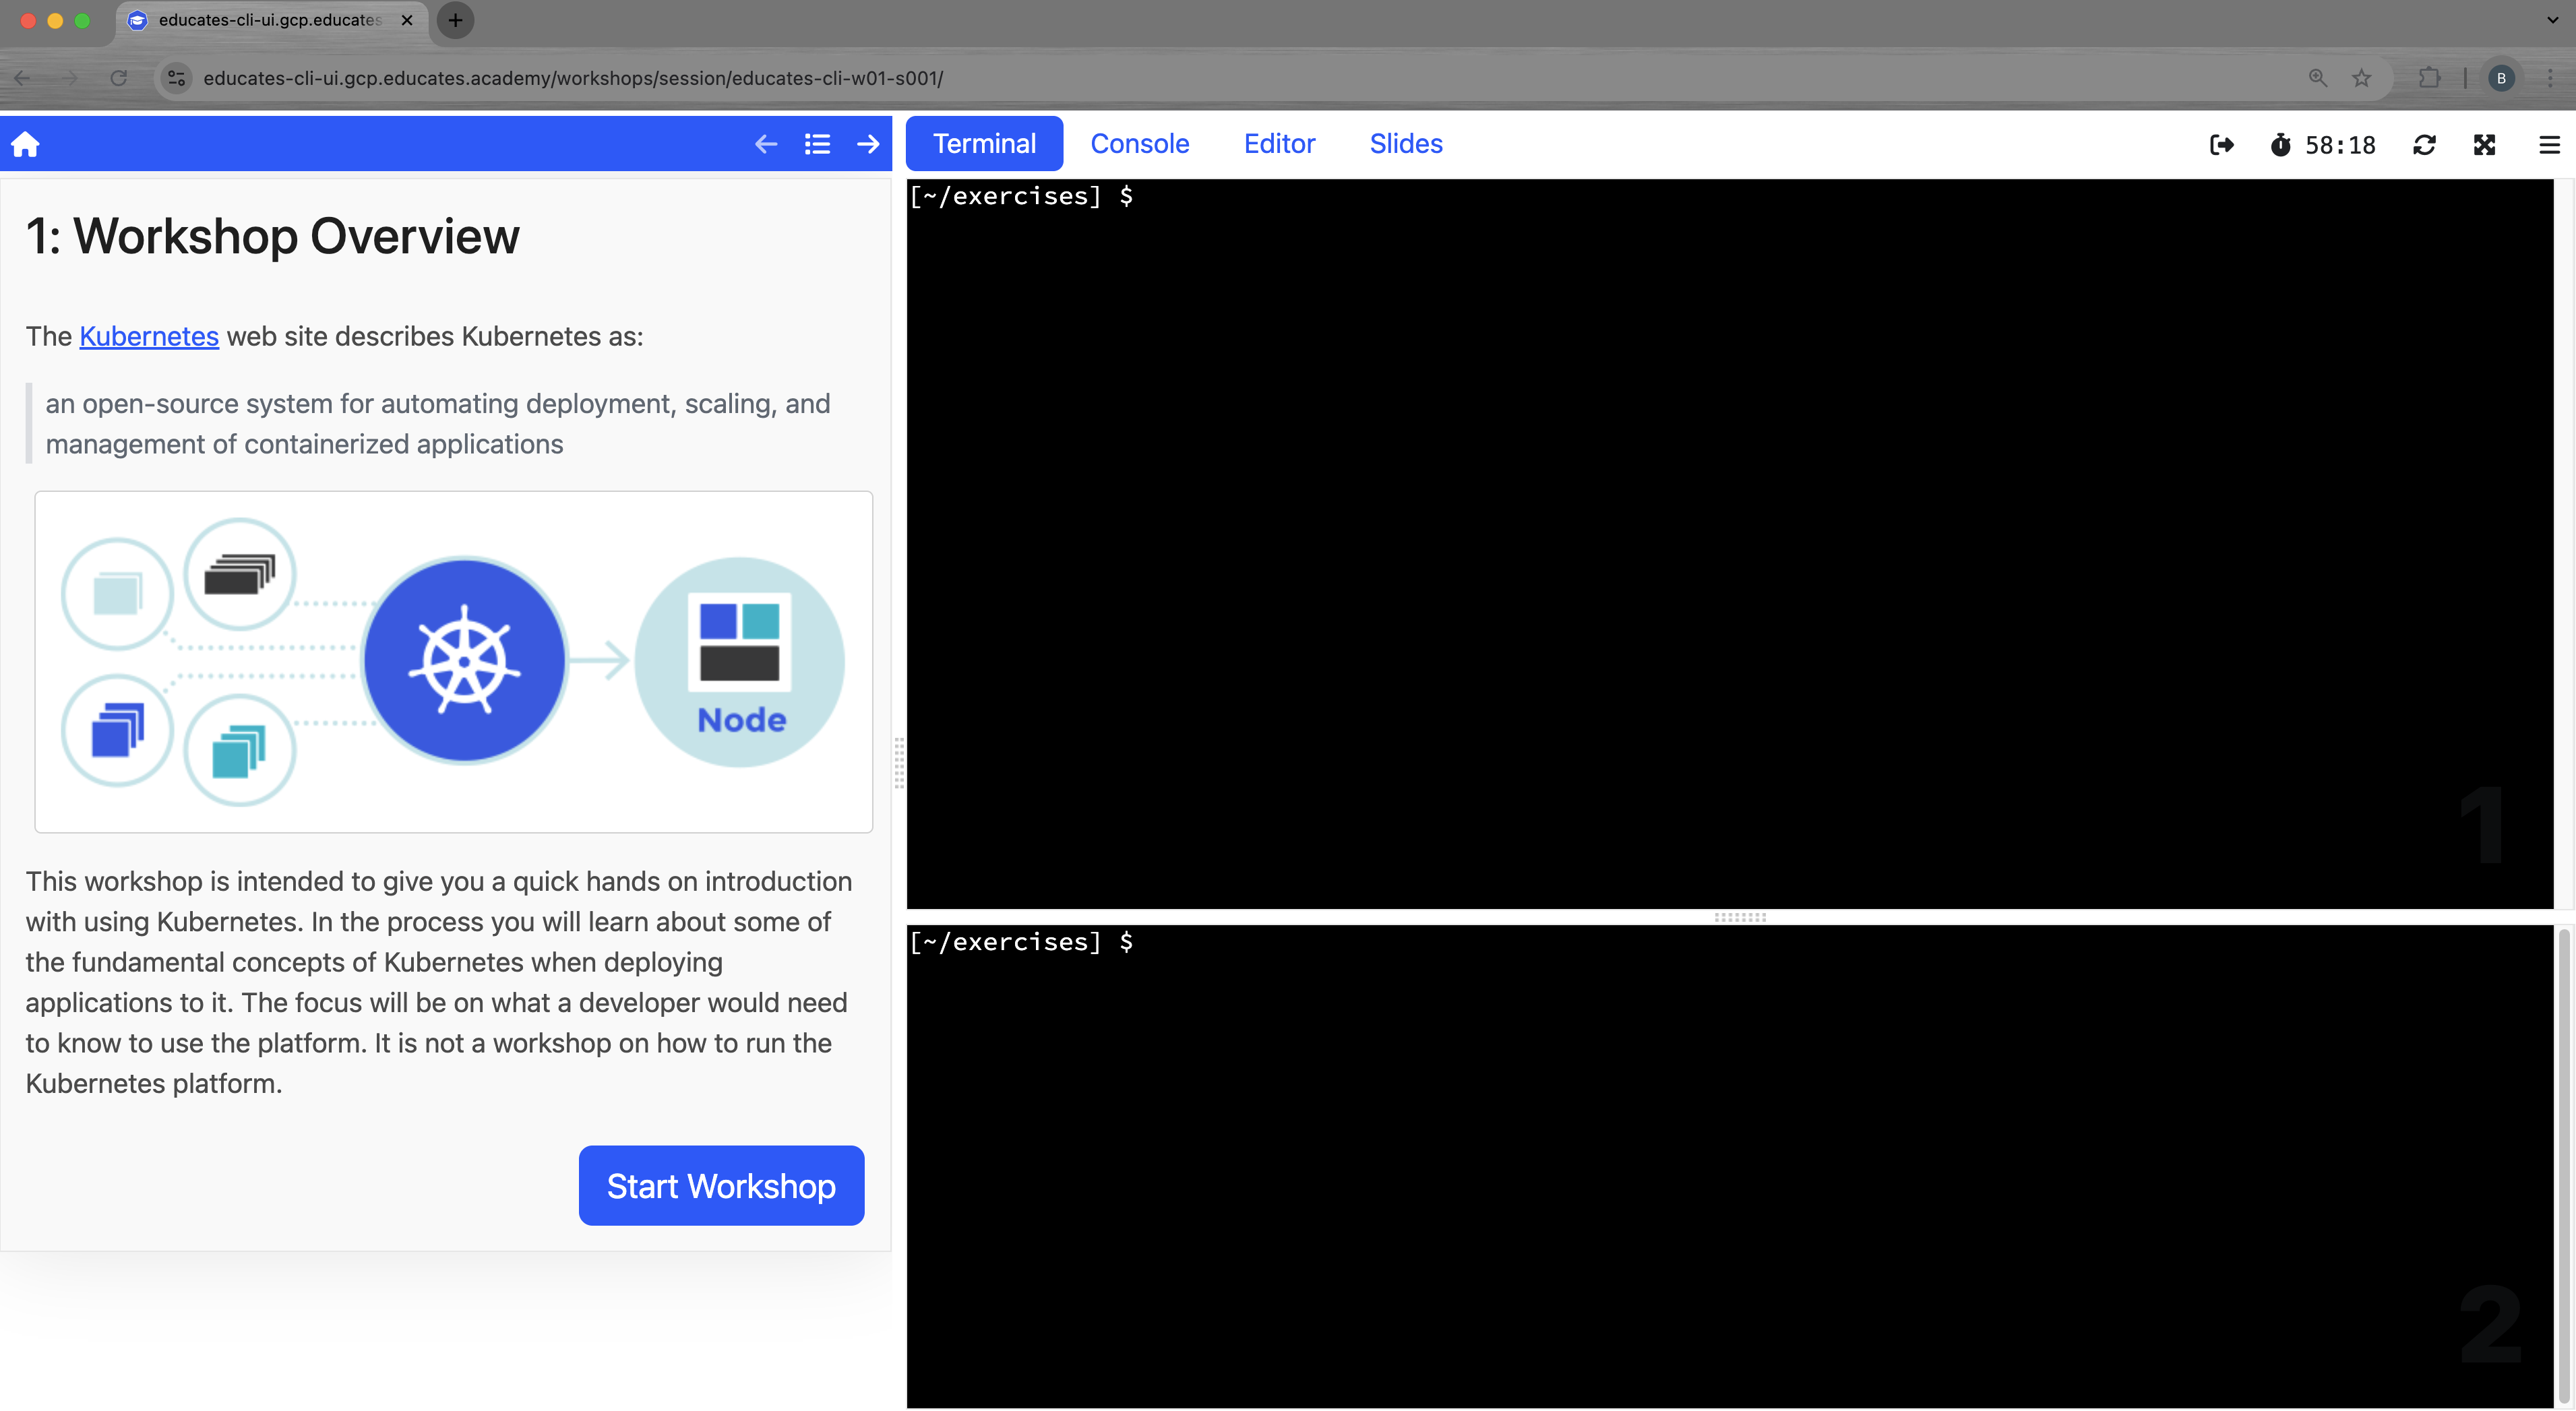 educates-cli-ui.gcp.educates
educates-cli-ui.gcp.educates.academy/workshops/session/educates-cli-w01-s001/
B
Terminal
Console
Editor
Slides
58:18
1: Workshop Overview
The Kubernetes web site describes Kubernetes as:
an open-source system for automating deployment, scaling, and
management of containerized applications
Node
This workshop is intended to give you a quick hands on introduction
with using Kubernetes. In the process you will learn about some of
the fundamental concepts of Kubernetes when deploying
applications to it. The focus will be on what a developer would need
to know to use the platform. It is not a workshop on how to run the
Kubernetes platform.
Start Workshop
[~/exercises] $
1
[~/exercises] $
2